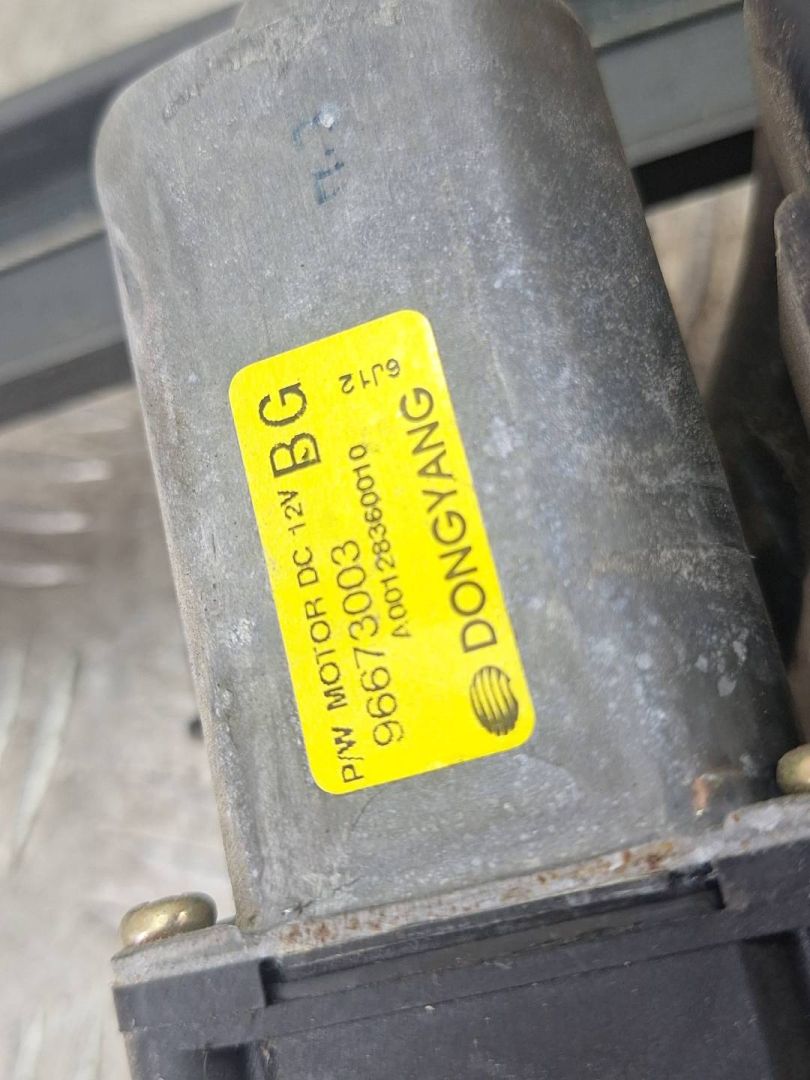 P/W MOTOR DC 12V BG
96673003
A00128360010 6J12
DONGYANG